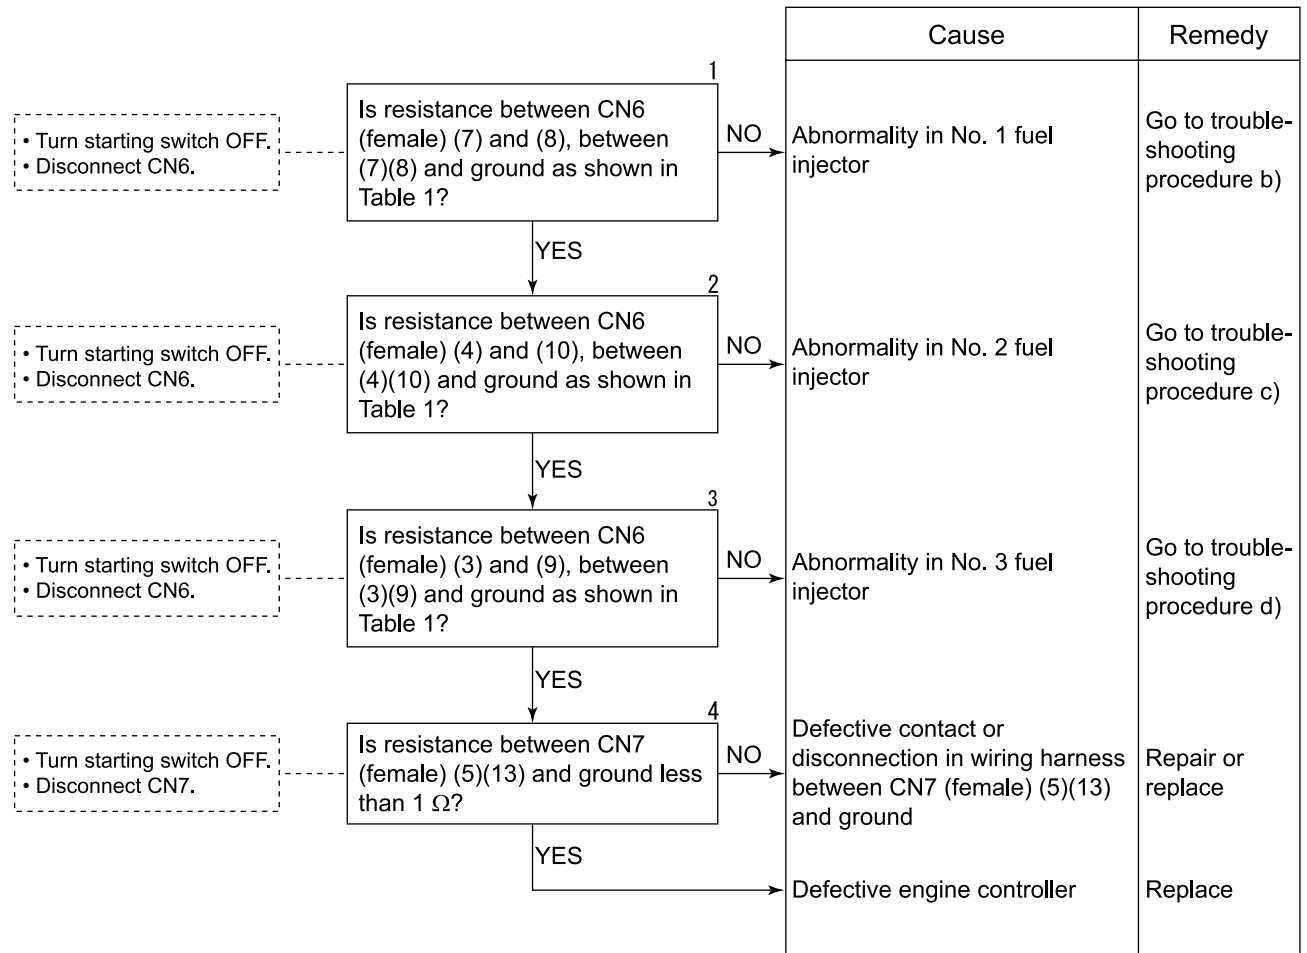 Cause
Remedy
1
• Turn starting switch OFF.
• Disconnect CN6.
Is resistance between CN6
(female) (7) and (8), between
(7)(8) and ground as shown in
Table 1?
NO
Abnormality in No. 1 fuel
injector
Go to trouble-
shooting
procedure b)
YES
2
• Turn starting switch OFF.
• Disconnect CN6.
Is resistance between CN6
(female) (4) and (10), between
(4)(10) and ground as shown in
Table 1?
NO
Abnormality in No. 2 fuel
injector
Go to trouble-
shooting
procedure c)
YES
3
• Turn starting switch OFF.
• Disconnect CN6.
Is resistance between CN6
(female) (3) and (9), between
(3)(9) and ground as shown in
Table 1?
NO
Abnormality in No. 3 fuel
injector
Go to trouble-
shooting
procedure d)
YES
4
• Turn starting switch OFF.
• Disconnect CN7.
Is resistance between CN7
(female) (5)(13) and ground less
than 1 Ω?
NO
Defective contact or
disconnection in wiring harness
between CN7 (female) (5)(13)
and ground
Repair or
replace
YES
Defective engine controller
Replace